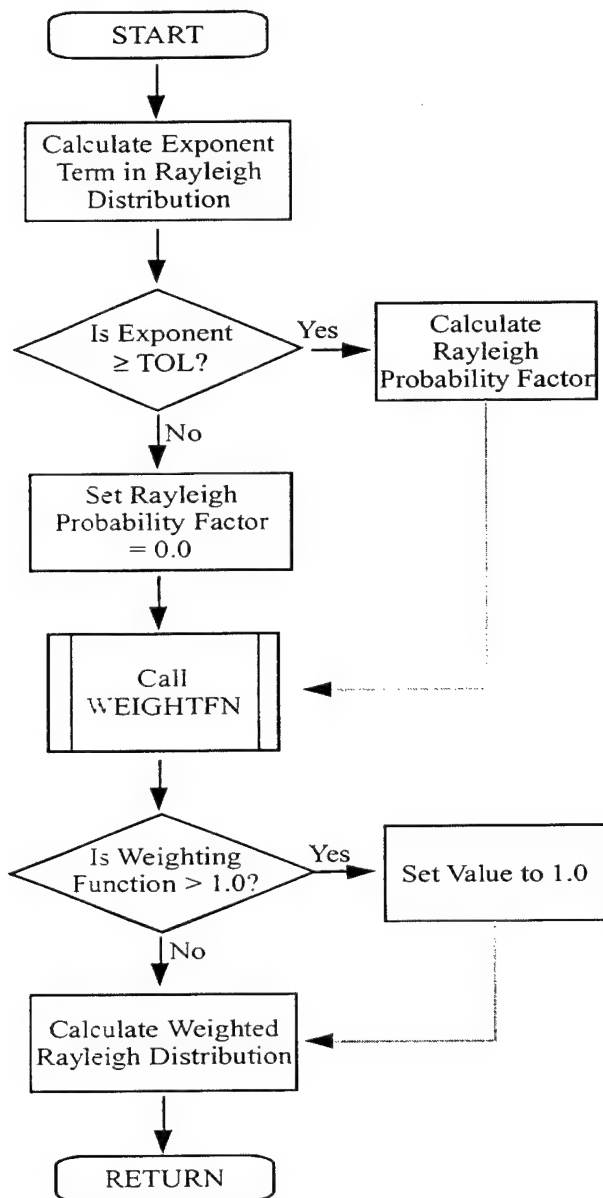 START
Calculate Exponent
Term in Rayleigh
Distribution
Is Exponent
≥ TOL?
Yes
Calculate
Rayleigh
Probability Factor
No
Set Rayleigh
Probability Factor
= 0.0
Call
WEIGHTFN
Is Weighting
Function > 1.0?
Yes
Set Value to 1.0
No
Calculate Weighted
Rayleigh Distribution
RETURN